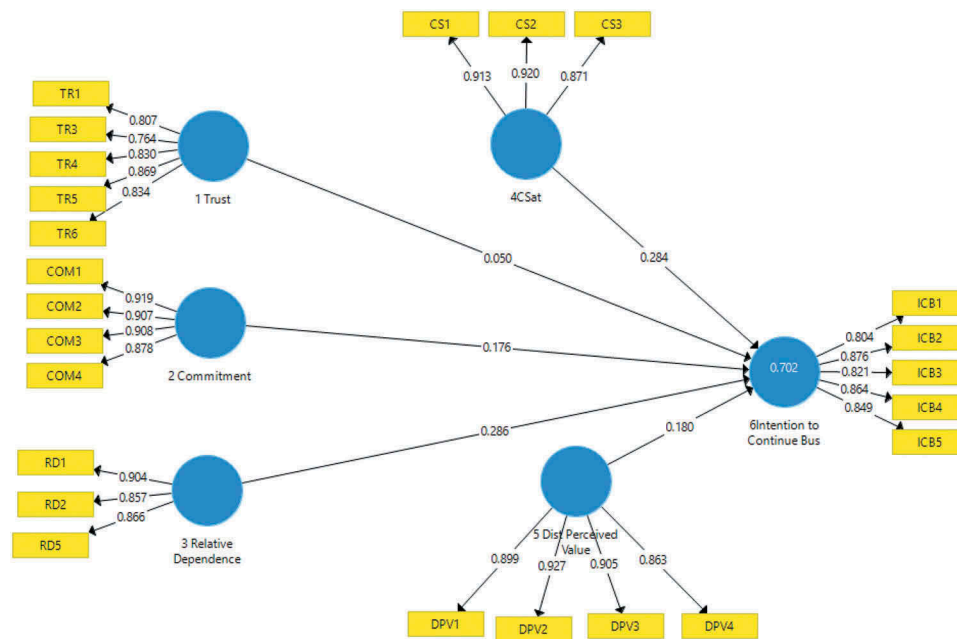 CS1
CS2
CS3
0.913
0.920
0.871
4CSat
TR1
TR3
TR4
TR5
TR6
0.807
0.764
0.830
0.869
0.834
1 Trust
0.050
0.284
COM1
COM2
COM3
COM4
0.919
0.907
0.908
0.878
2 Commitment
0.176
RD1
RD2
RD5
0.904
0.857
0.866
3 Relative
Dependence
0.286
0.702
6Intention to
Continue Bus
0.804
0.876
0.821
0.864
0.849
ICB1
ICB2
ICB3
ICB4
ICB5
0.180
5 Dist Perceived
Value
0.899
0.927
0.905
0.863
DPV1
DPV2
DPV3
DPV4